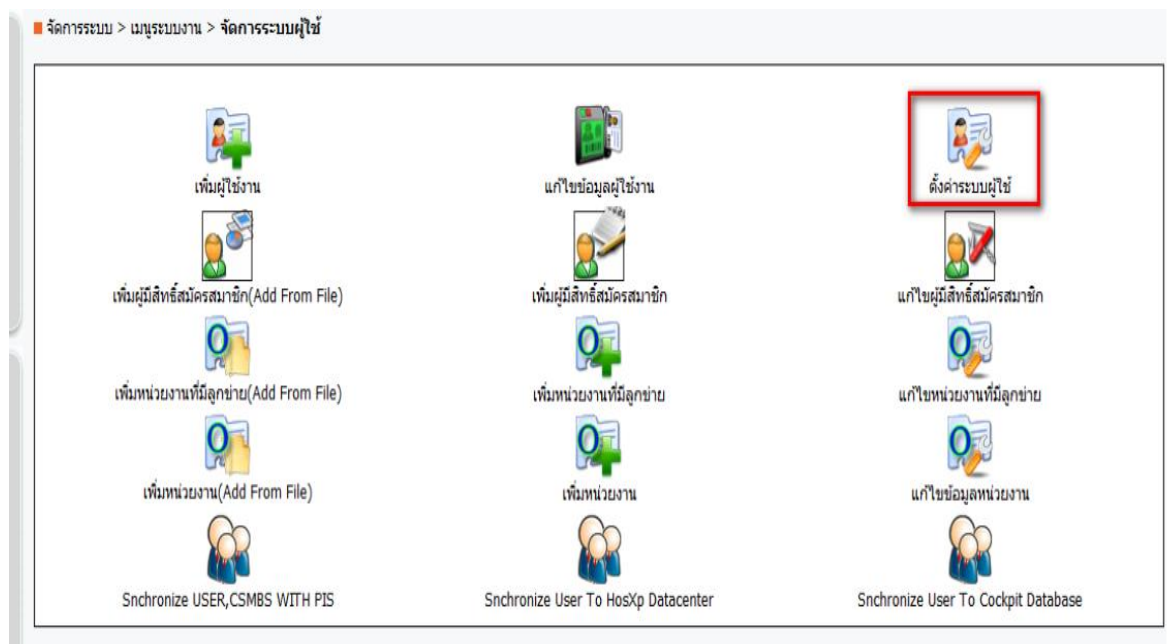 จัดการระบบ > เมนูระบบงาน > จัดการระบบผู้ใช้
เพิ่มผู้ใช้งาน
แก้ไขข้อมูลผู้ใช้งาน
ตั้งค่าระบบผู้ใช้
เพิ่มผู้มีสิทธิ์สมัครสมาชิก(Add From File)
เพิ่มผู้มีสิทธิ์สมัครสมาชิก
แก้ไขผู้มีสิทธิ์สมัครสมาชิก
เพิ่มหน่วยงานที่มีลูกข่าย(Add From File)
เพิ่มหน่วยงานที่มีลูกข่าย
แก้ไขหน่วยงานที่มีลูกข่าย
เพิ่มหน่วยงาน(Add From File)
เพิ่มหน่วยงาน
แก้ไขข้อมูลหน่วยงาน
Snchronize USER,CSMBS WITH PIS
Snchronize User To HosXp Datacenter
Snchronize User To Cockpit Database